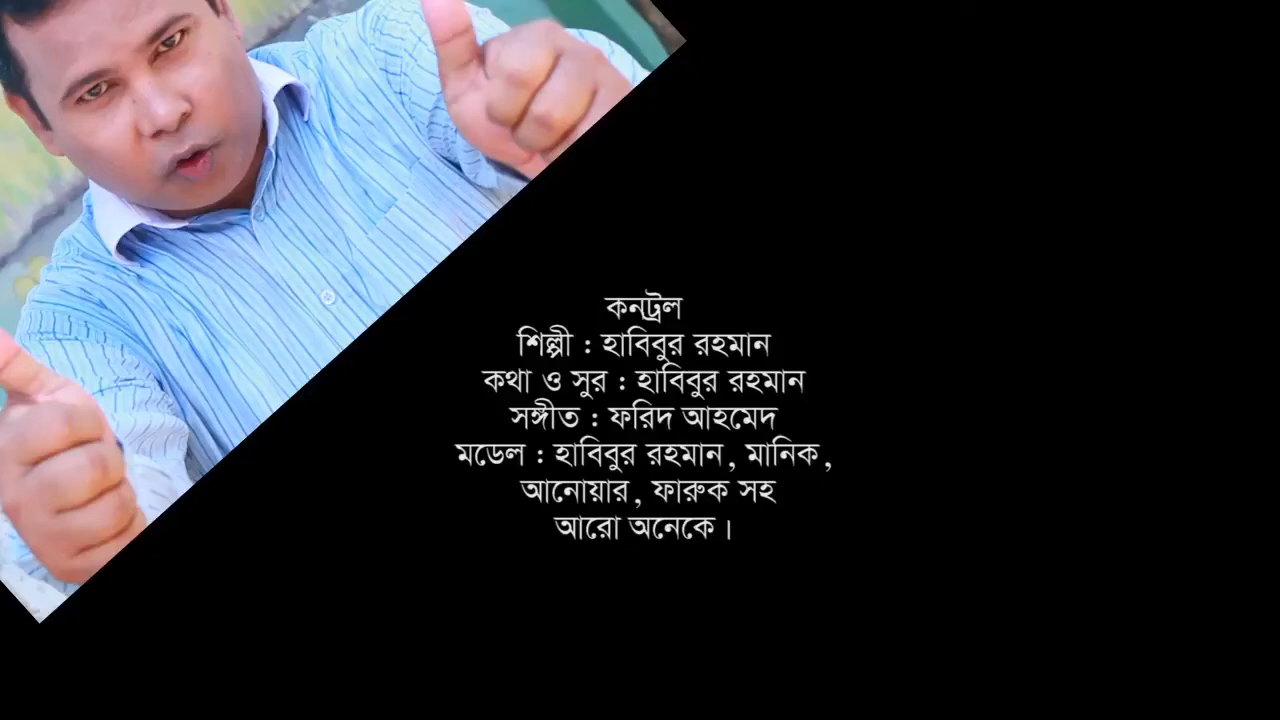 কনট্রল
শিল্পী : হাবিবুর রহমান
কথা ও সুর : হাবিবুর রহমান
সঙ্গীত : ফরিদ আহমেদ
মডেল : হাবিবুর রহমান, মানিক,
আনোয়ার, ফারুক সহ
আরো অনেকে।